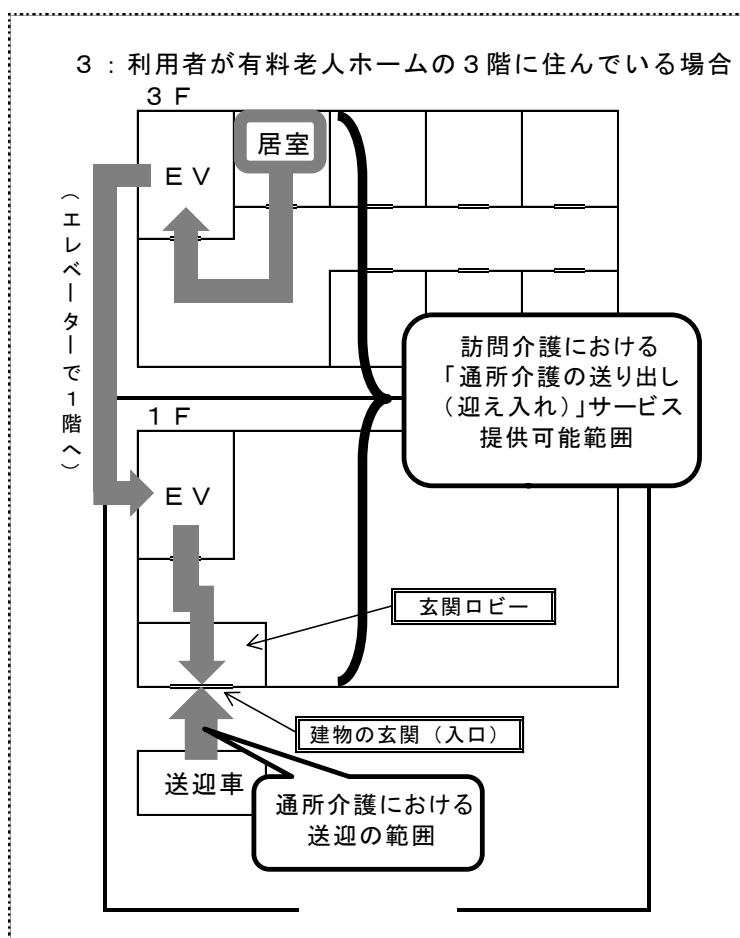 ３：利用者が有料老人ホームの３階に住んでいる場合
３Ｆ
居室
ＥＶ
（エレベーターで１階へ）
訪問介護における
「通所介護の送り出し
（迎え入れ）」サービス
提供可能範囲
１Ｆ
ＥＶ
玄関ロビー
建物の玄関（入口）
送迎車
通所介護における
送迎の範囲